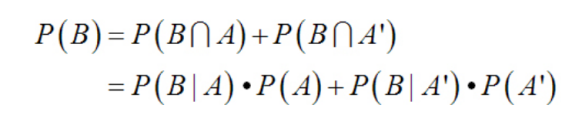 P(B) = P(B∩A) + P(B∩A')
= P(B|A)•P(A) + P(B|A')•P(A')